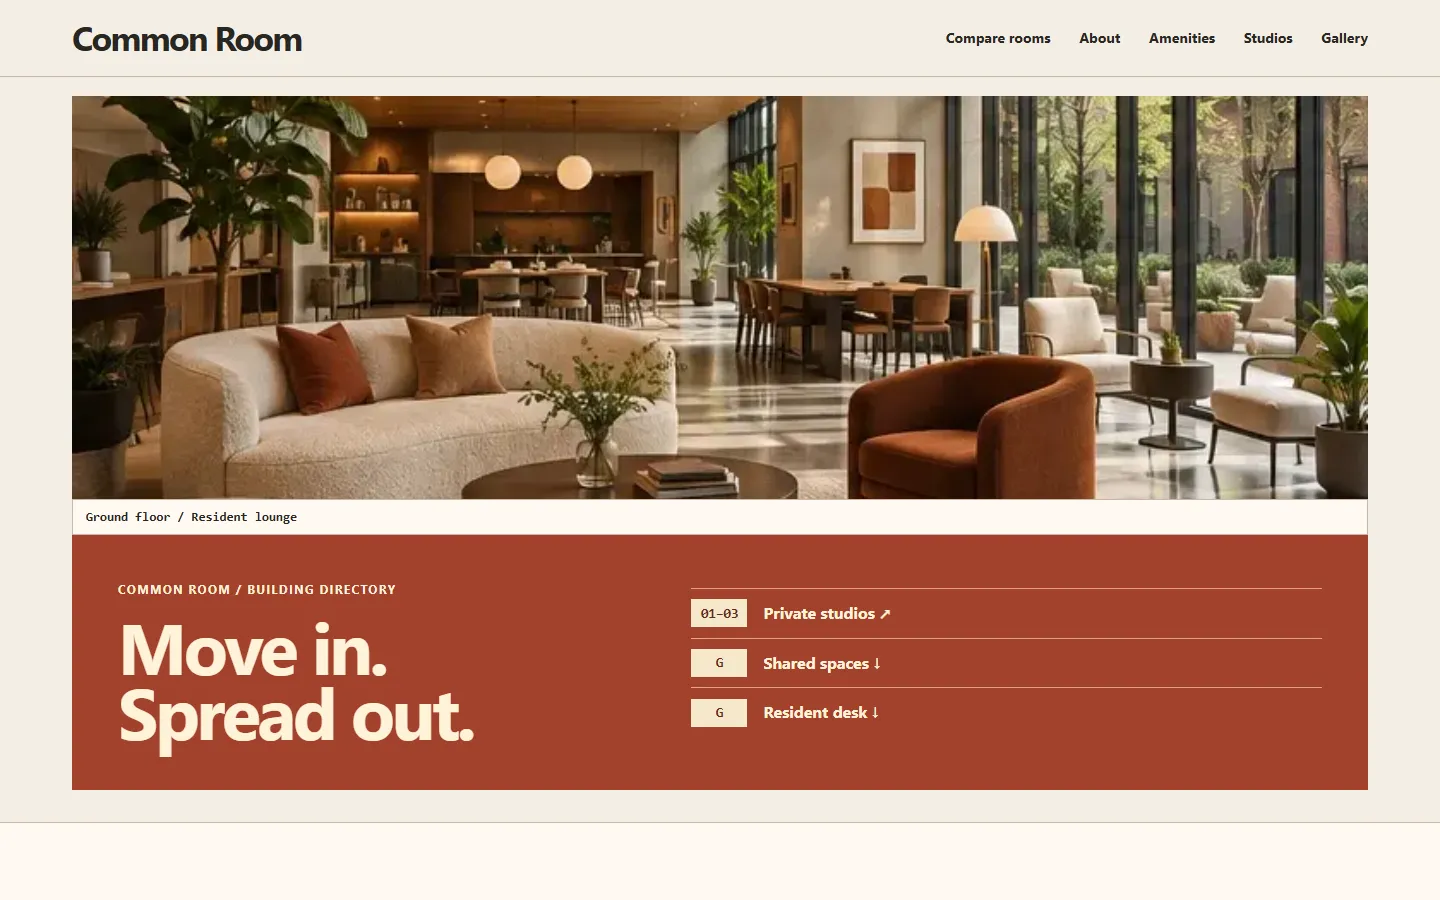 Common Room
Compare rooms
About
Amenities
Studios
Gallery
Ground floor / Resident lounge
COMMON ROOM / BUILDING DIRECTORY
Move in.
Spread out.
01–03 Private studios ↗
G Shared spaces ↓
G Resident desk ↓